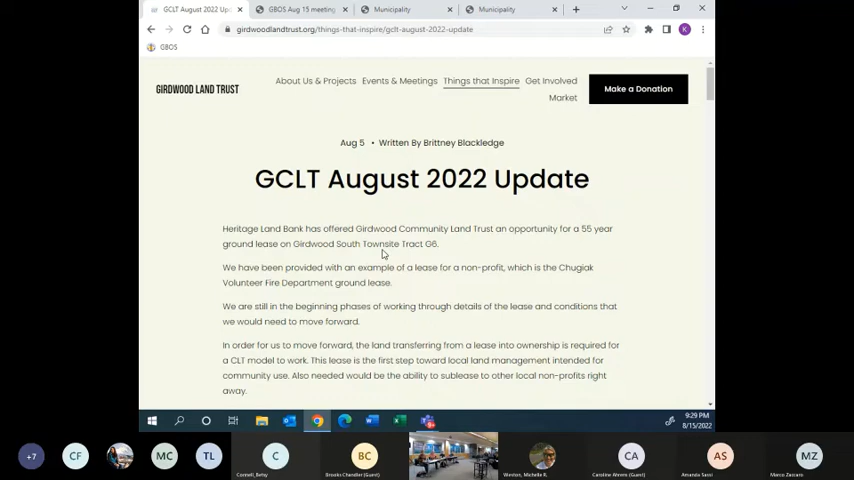 GCLT August 2022 Up
GBOS Aug 15 meeting
Municipality
Municipality
girdwoodlandtrust.org/things-that-inspire/gclt-august-2022-update
K
GBOS
GIRDWOOD LAND TRUST
About Us & Projects Events & Meetings Things that Inspire Get Involved
Market
Make a Donation
Aug 5 • Written By Brittney Blackledge
GCLT August 2022 Update
Heritage Land Bank has offered Girdwood Community Land Trust an opportunity for a 55 year
ground lease on Girdwood South Townsite Tract G6.
We have been provided with an example of a lease for a non-profit, which is the Chugiak
Volunteer Fire Department ground lease.
We are still in the beginning phases of working through details of the lease and conditions that
we would need to move forward.
In order for us to move forward, the land transferring from a lease into ownership is required for
a CLT model to work. This lease is the first step toward local land management intended for
community use. Also needed would be the ability to sublease to other local non-profits right
away.
9:29 PM
8/15/2022
+7
CF
MC
TL
C
BC
CA
AS
MZ
Connell, Betsy
Brooks Chandler (Guest)
Weston, Michelle R.
Caroline Ahrens (Guest)
Amanda Sassi
Marco Zaccaro